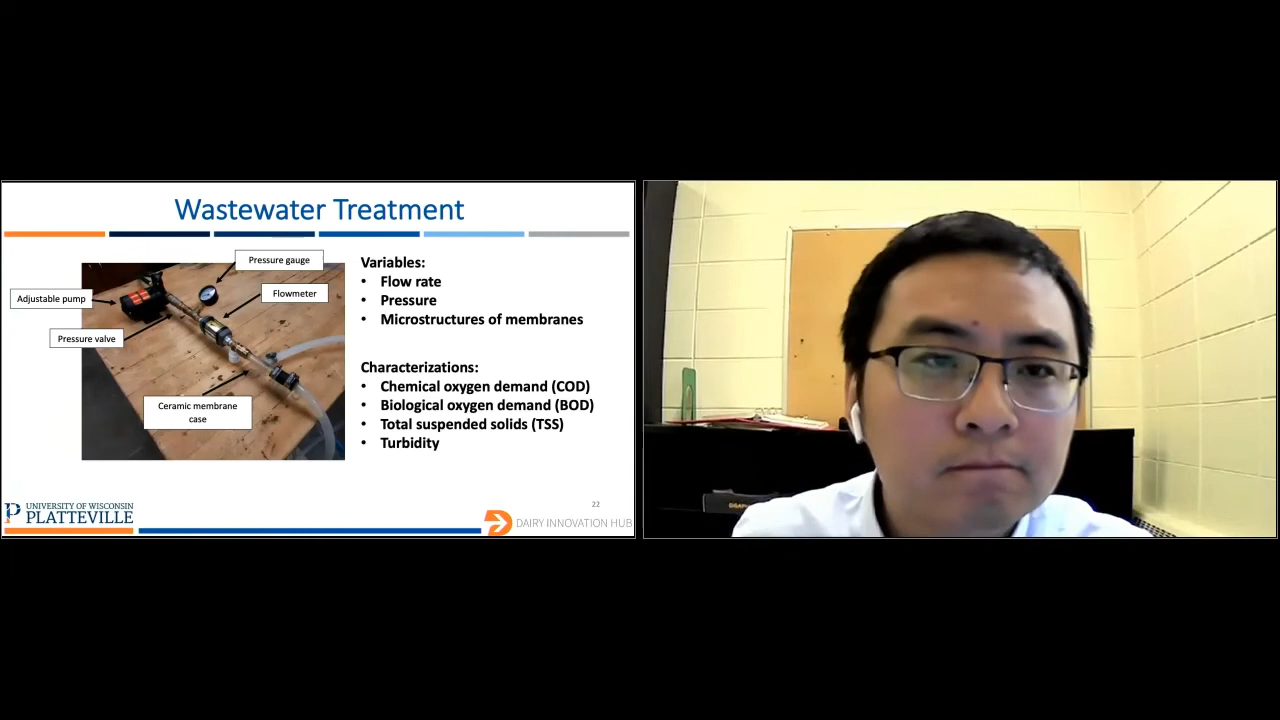 Wastewater Treatment
Pressure gauge
Flowmeter
Adjustable pump
Pressure valve
Ceramic membrane
case
Variables:
• Flow rate
• Pressure
• Microstructures of membranes
Characterizations:
• Chemical oxygen demand (COD)
• Biological oxygen demand (BOD)
• Total suspended solids (TSS)
• Turbidity
UNIVERSITY OF WISCONSIN
PLATTEVILLE
22
DAIRY INNOVATION HUB